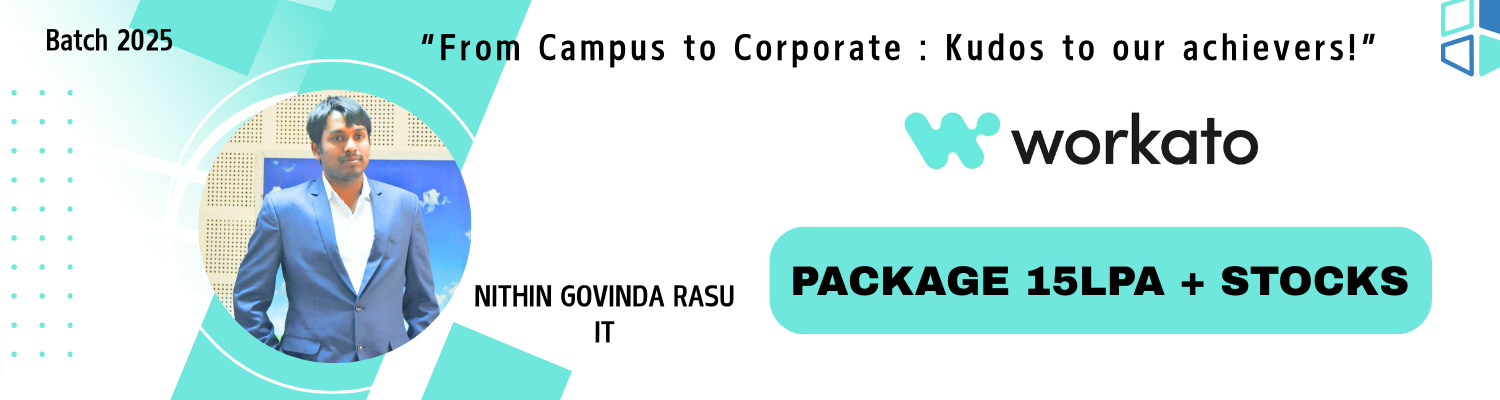 Batch 2025
"From Campus to Corporate : Kudos to our achievers!"
workato
PACKAGE 15LPA + STOCKS
NITHIN GOVINDA RASU
IT